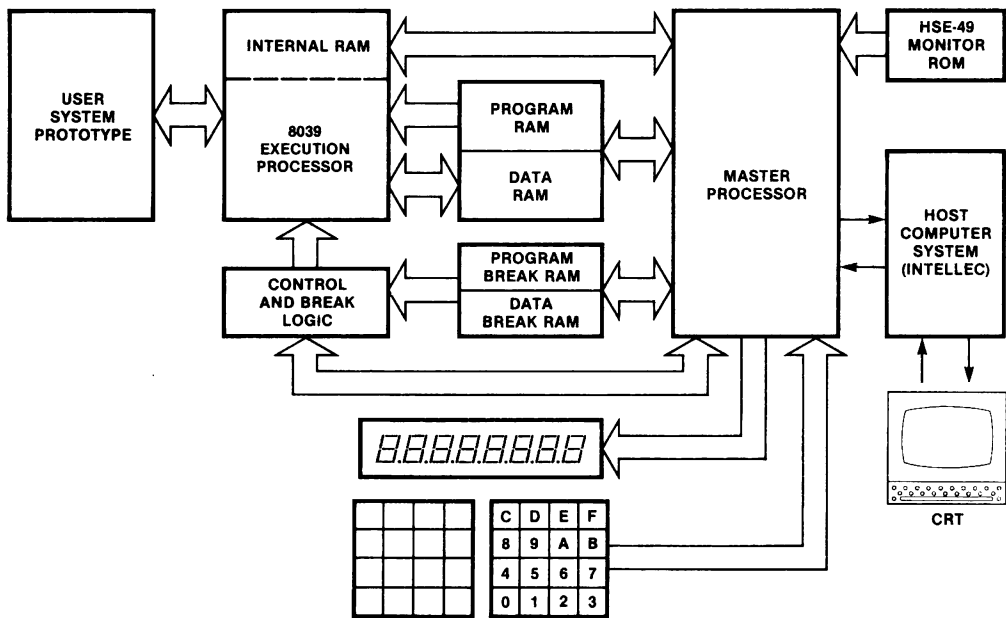 USER
SYSTEM
PROTOTYPE
INTERNAL RAM
8039
EXECUTION
PROCESSOR
PROGRAM
RAM
DATA
RAM
MASTER
PROCESSOR
HSE-49
MONITOR
ROM
HOST
COMPUTER
SYSTEM
(INTELLEC)
CONTROL
AND BREAK
LOGIC
PROGRAM
BREAK RAM
DATA
BREAK RAM
8.8.8.8.8.8.8.8
CRT
C D E F
8 9 A B
4 5 6 7
0 1 2 3